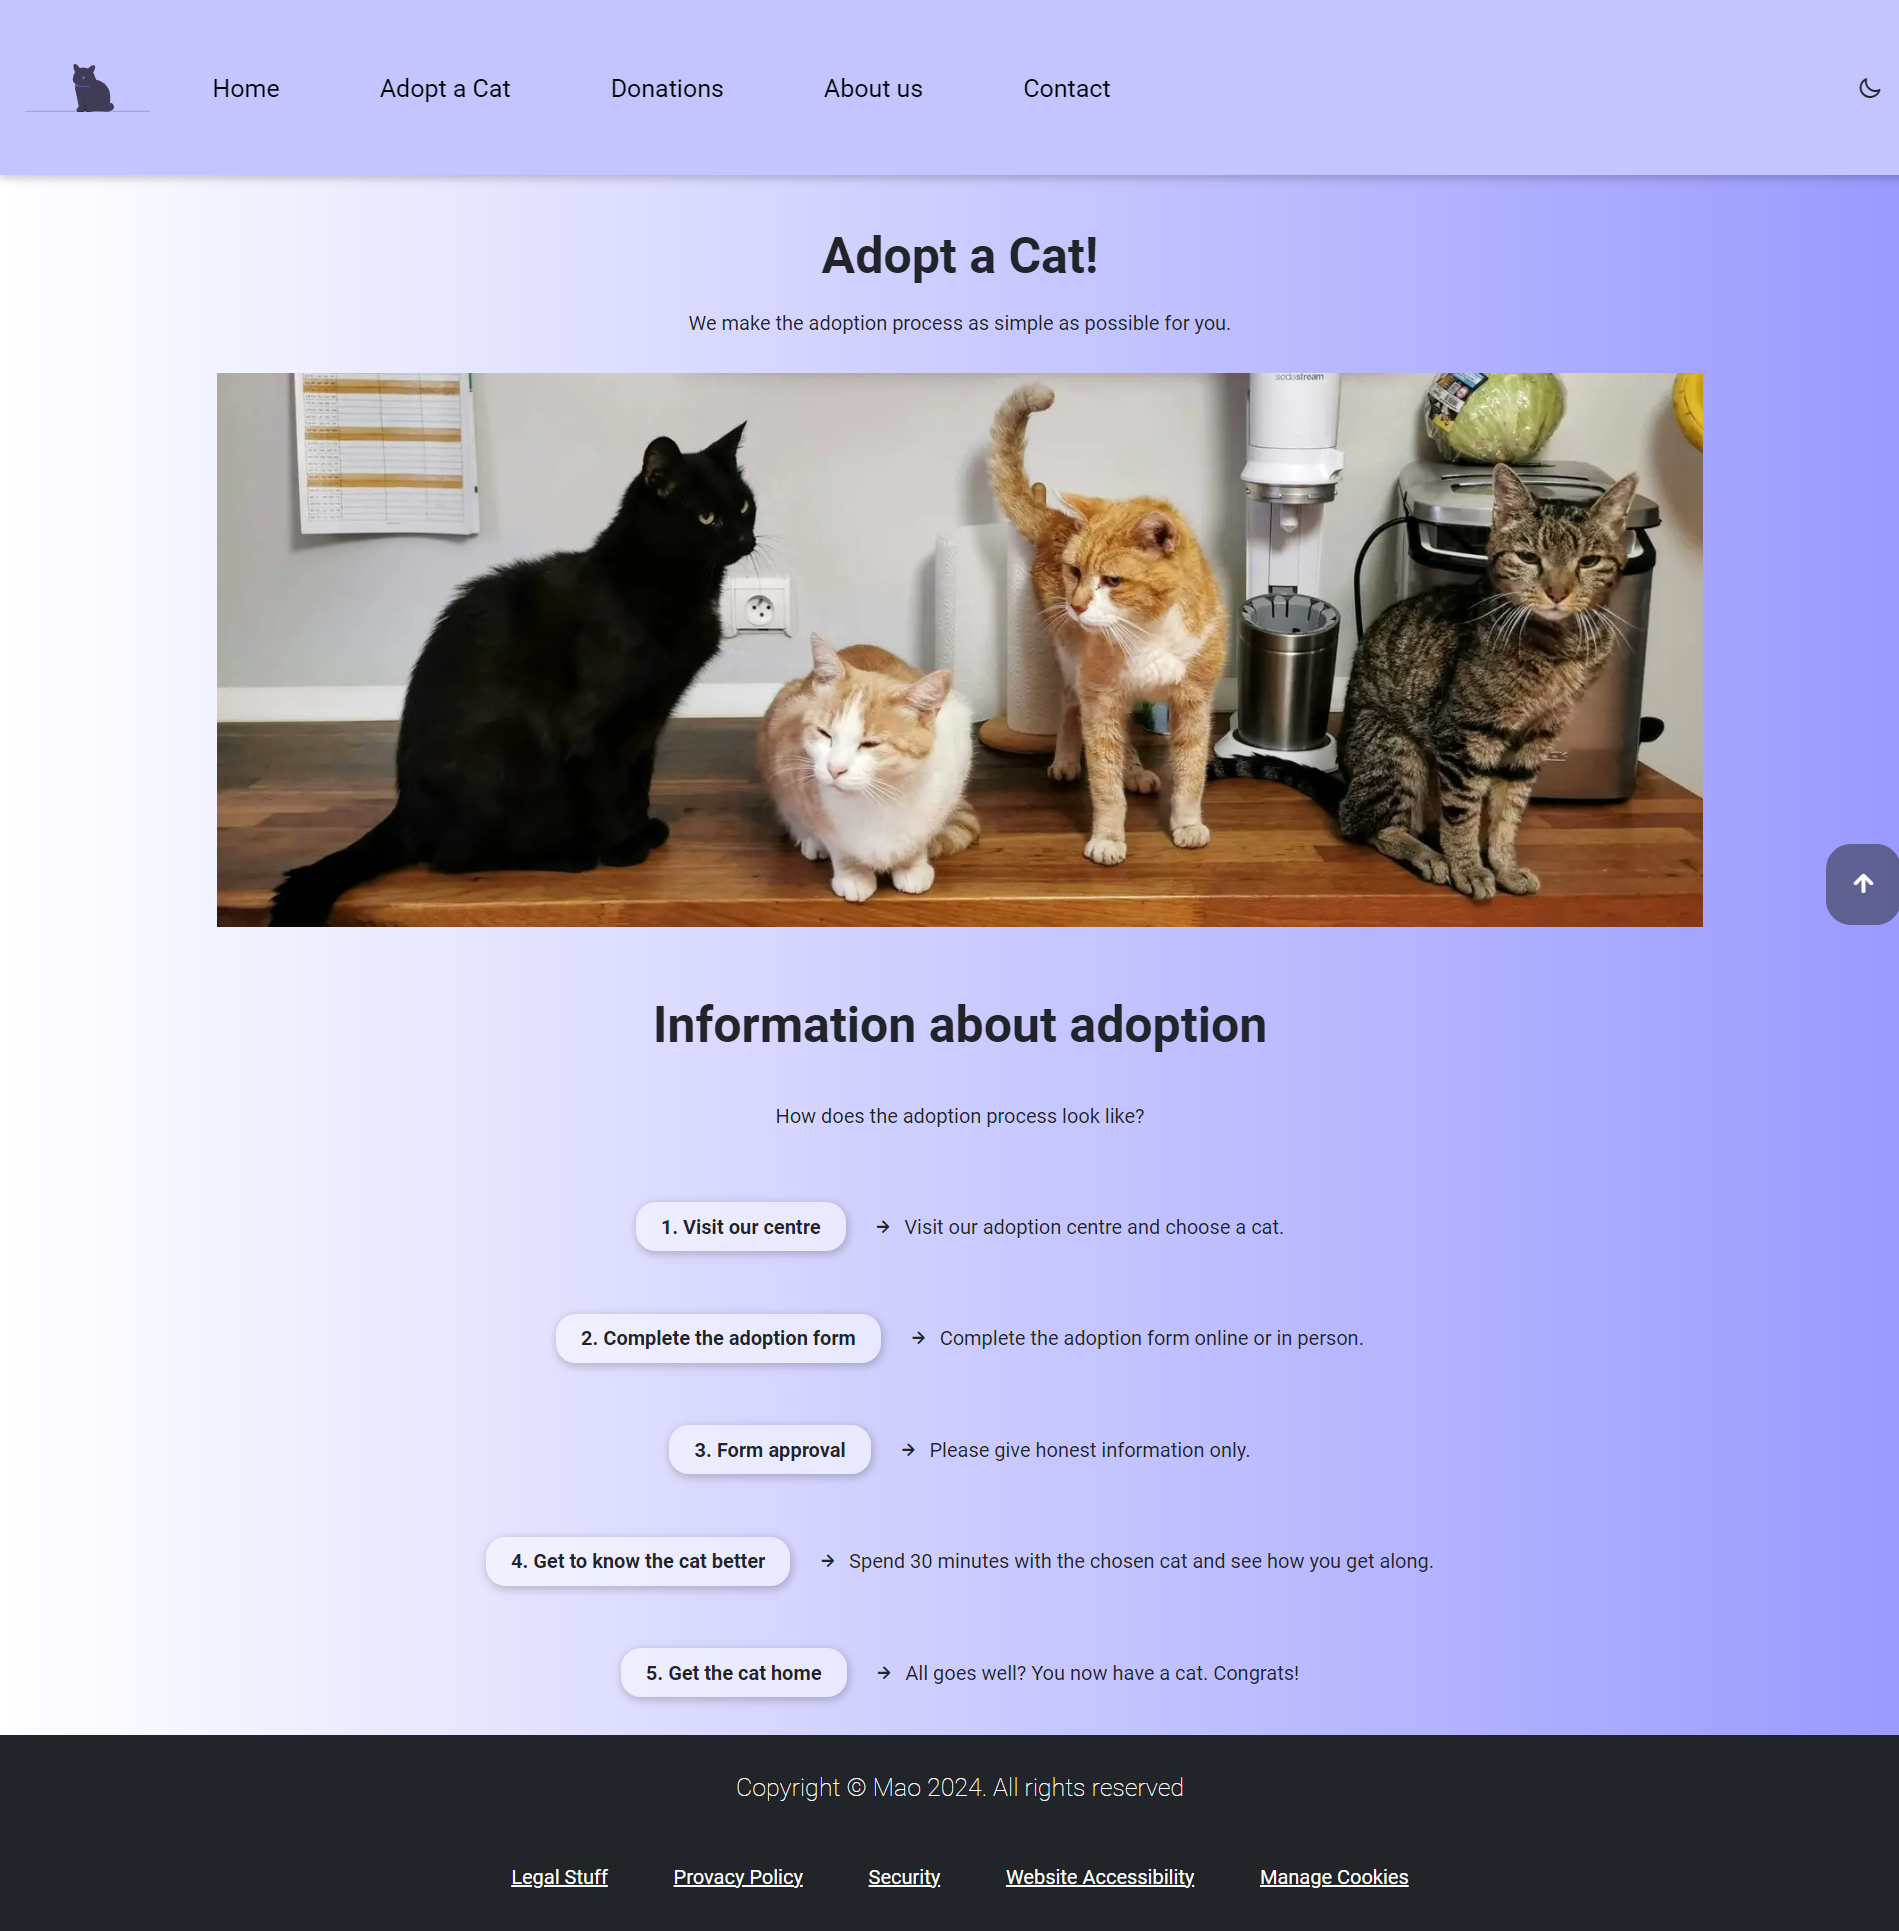 Home Adopt a Cat Donations About us Contact
Adopt a Cat!
We make the adoption process as simple as possible for you.
sodastream
Information about adoption
How does the adoption process look like?
1. Visit our centre → Visit our adoption centre and choose a cat.
2. Complete the adoption form → Complete the adoption form online or in person.
3. Form approval → Please give honest information only.
4. Get to know the cat better → Spend 30 minutes with the chosen cat and see how you get along.
5. Get the cat home → All goes well? You now have a cat. Congrats!
Copyright © Mao 2024. All rights reserved
Legal Stuff Provacy Policy Security Website Accessibility Manage Cookies